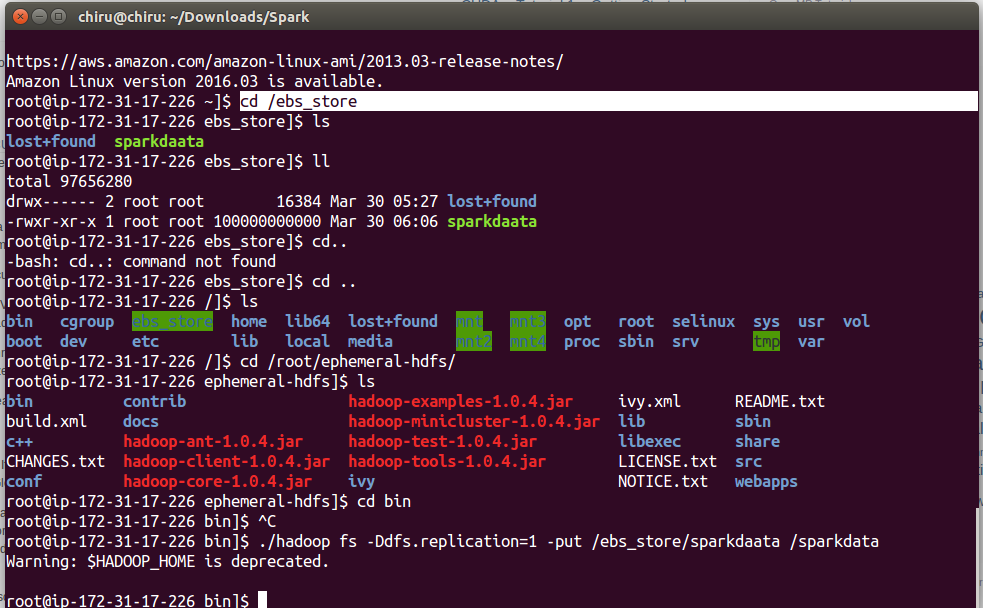 chiru@chiru: ~/Downloads/Spark
https://aws.amazon.com/amazon-linux-ami/2013.03-release-notes/
Amazon Linux version 2016.03 is available.
root@ip-172-31-17-226 ~]$ cd /ebs_store
root@ip-172-31-17-226 ebs_store]$ ls
lost+found  sparkdaata
root@ip-172-31-17-226 ebs_store]$ ll
total 97656280
drwx------ 2 root root        16384 Mar 30 05:27 lost+found
-rwxr-xr-x 1 root root 100000000000 Mar 30 06:06 sparkdaata
root@ip-172-31-17-226 ebs_store]$ cd..
-bash: cd..: command not found
root@ip-172-31-17-226 ebs_store]$ cd ..
root@ip-172-31-17-226 /]$ ls
bin   cgroup  ebs_store  home  lib64  lost+found  mnt   mnt3  opt   root  selinux  sys  usr  vol
boot  dev     etc        lib   local  media       mnt2  mnt4  proc  sbin  srv      tmp  var
root@ip-172-31-17-226 /]$ cd /root/ephemeral-hdfs/
root@ip-172-31-17-226 ephemeral-hdfs]$ ls
bin          contrib                  hadoop-examples-1.0.4.jar     ivy.xml      README.txt
build.xml    docs                     hadoop-minicluster-1.0.4.jar  lib          sbin
c++          hadoop-ant-1.0.4.jar     hadoop-test-1.0.4.jar         libexec      share
CHANGES.txt  hadoop-client-1.0.4.jar  hadoop-tools-1.0.4.jar        LICENSE.txt  src
conf         hadoop-core-1.0.4.jar    ivy                           NOTICE.txt   webapps
root@ip-172-31-17-226 ephemeral-hdfs]$ cd bin
root@ip-172-31-17-226 bin]$ ^C
root@ip-172-31-17-226 bin]$ ./hadoop fs -Ddfs.replication=1 -put /ebs_store/sparkdaata /sparkdata
Warning: $HADOOP_HOME is deprecated.
root@ip-172-31-17-226 bin]$